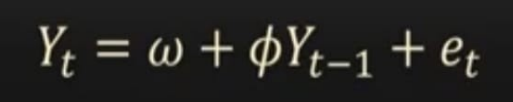 Yₜ = ω + ϕYₜ₋₁ + eₜ